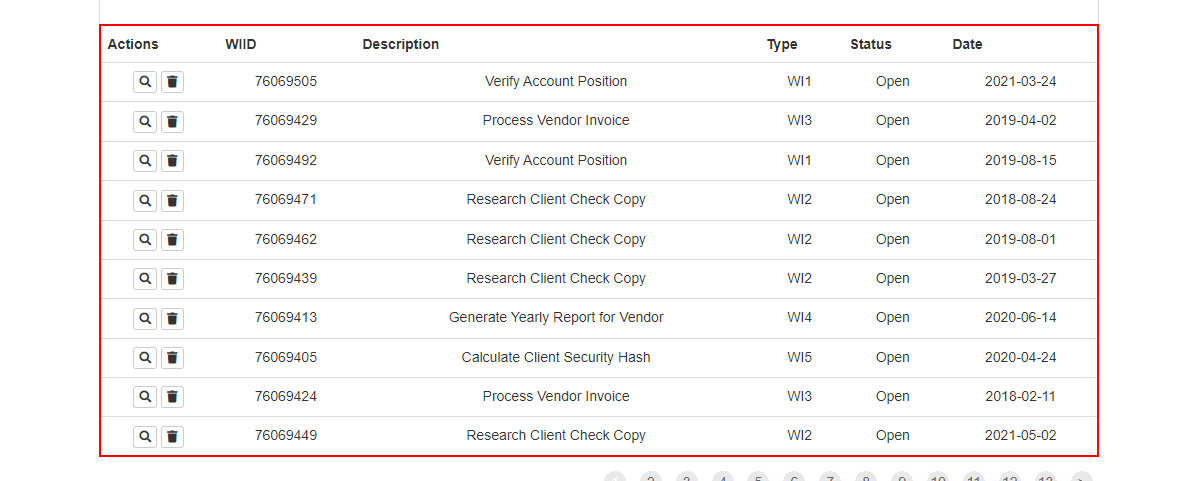 Actions WIID Description Type Status Date
76069505 Verify Account Position WI1 Open 2021-03-24
76069429 Process Vendor Invoice WI3 Open 2019-04-02
76069492 Verify Account Position WI1 Open 2019-08-15
76069471 Research Client Check Copy WI2 Open 2018-08-24
76069462 Research Client Check Copy WI2 Open 2019-08-01
76069439 Research Client Check Copy WI2 Open 2019-03-27
76069413 Generate Yearly Report for Vendor WI4 Open 2020-06-14
76069405 Calculate Client Security Hash WI5 Open 2020-04-24
76069424 Process Vendor Invoice WI3 Open 2018-02-11
76069449 Research Client Check Copy WI2 Open 2021-05-02
1 2 3 4 5 6 7 8 9 10 11 12 13 >